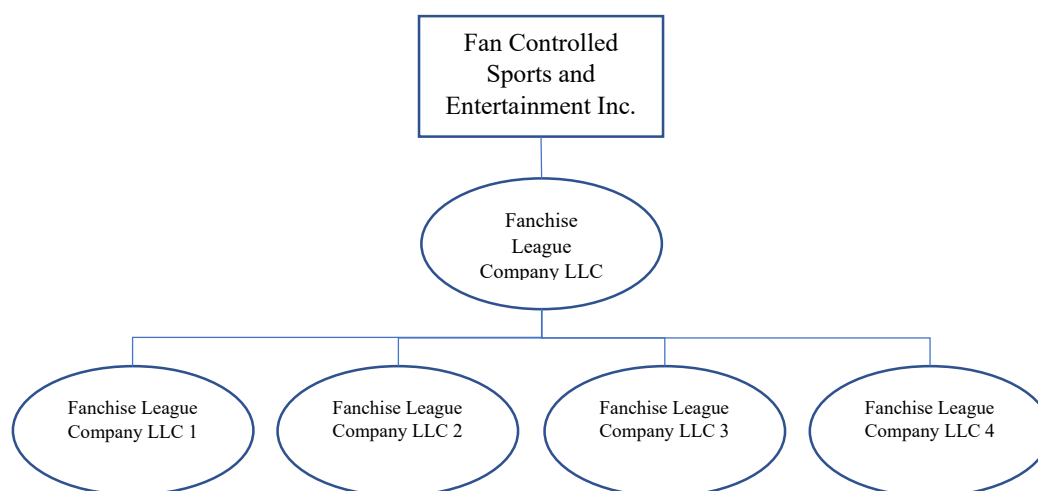 Fan Controlled
Sports and
Entertainment Inc.
Fanchise
League
Company LLC
Fanchise League
Company LLC 1
Fanchise League
Company LLC 2
Fanchise League
Company LLC 3
Fanchise League
Company LLC 4